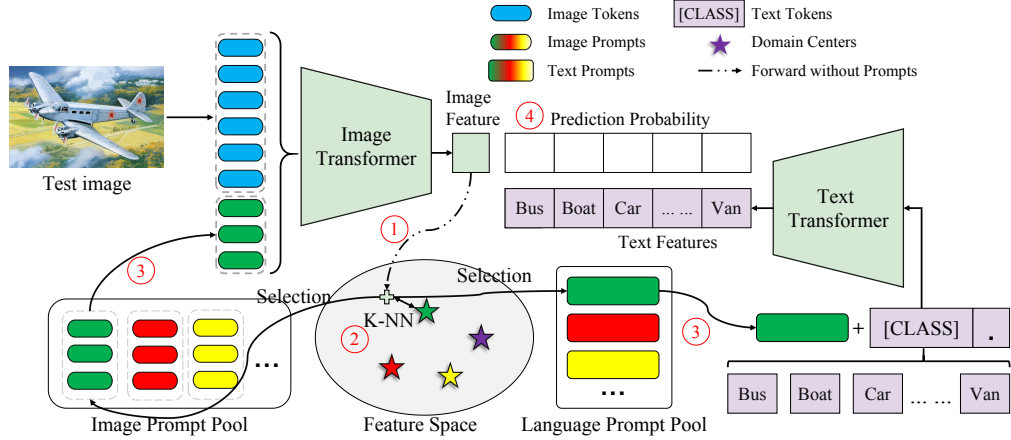 Image Tokens
[CLASS] Text Tokens
Image Prompts
Domain Centers
Text Prompts
Forward without Prompts
Test image
Image
Transformer
Image
Feature
④ Prediction Probability
Bus Boat Car ... ... Van
Text Features
Text
Transformer
①
③
Selection
Selection
K-NN
②
③
+ [CLASS] .
...
...
Bus Boat Car ... ... Van
Image Prompt Pool
Feature Space
Language Prompt Pool